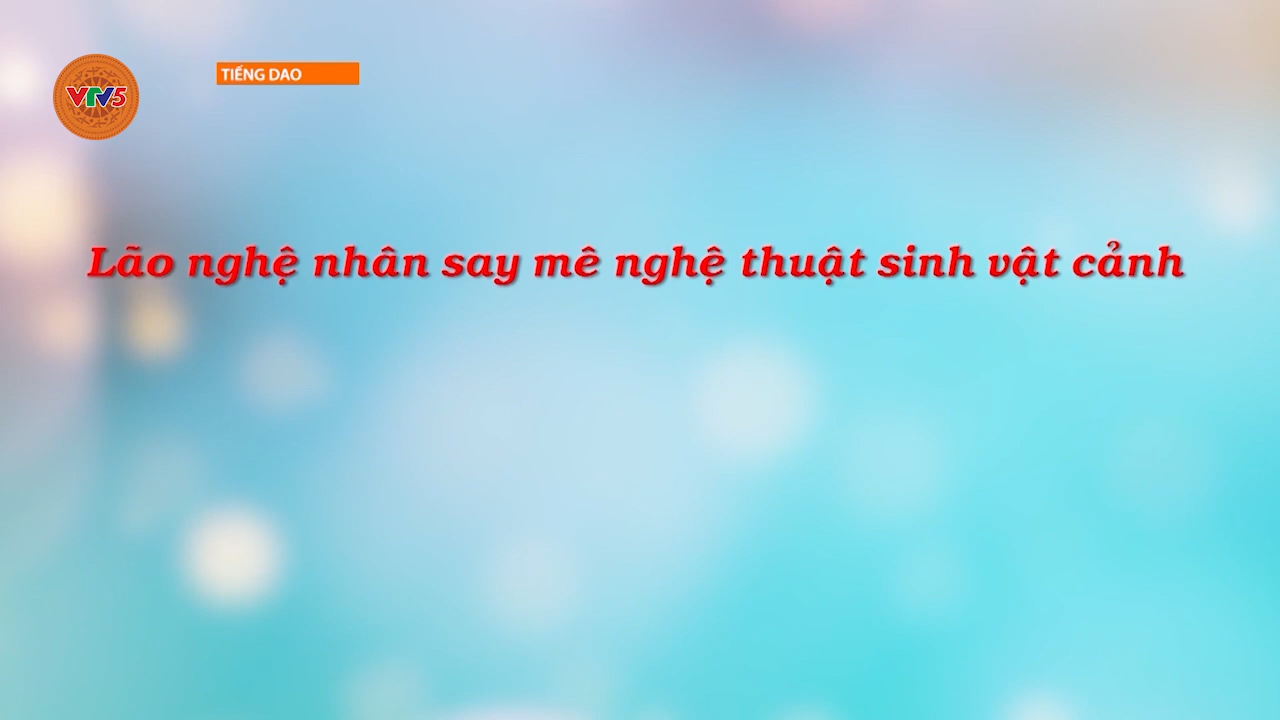 VTV5
TIẾNG DAO
Lão nghệ nhân say mê nghệ thuật sinh vật cảnh